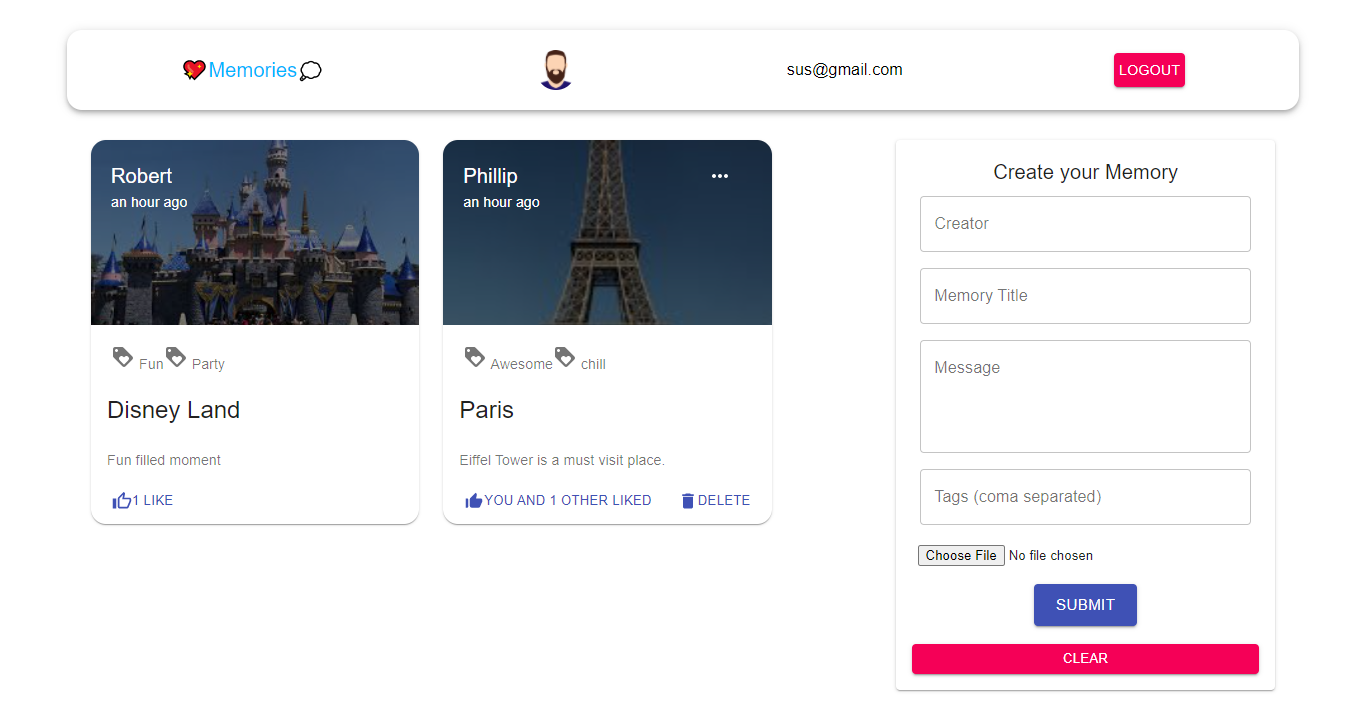 Memories
sus@gmail.com
LOGOUT
Robert
an hour ago
Fun Party
Disney Land
Fun filled moment
1 LIKE
Phillip
an hour ago
Awesome chill
Paris
Eiffel Tower is a must visit place.
YOU AND 1 OTHER LIKED
DELETE
Create your Memory
Creator
Memory Title
Message
Tags (coma separated)
Choose File No file chosen
SUBMIT
CLEAR